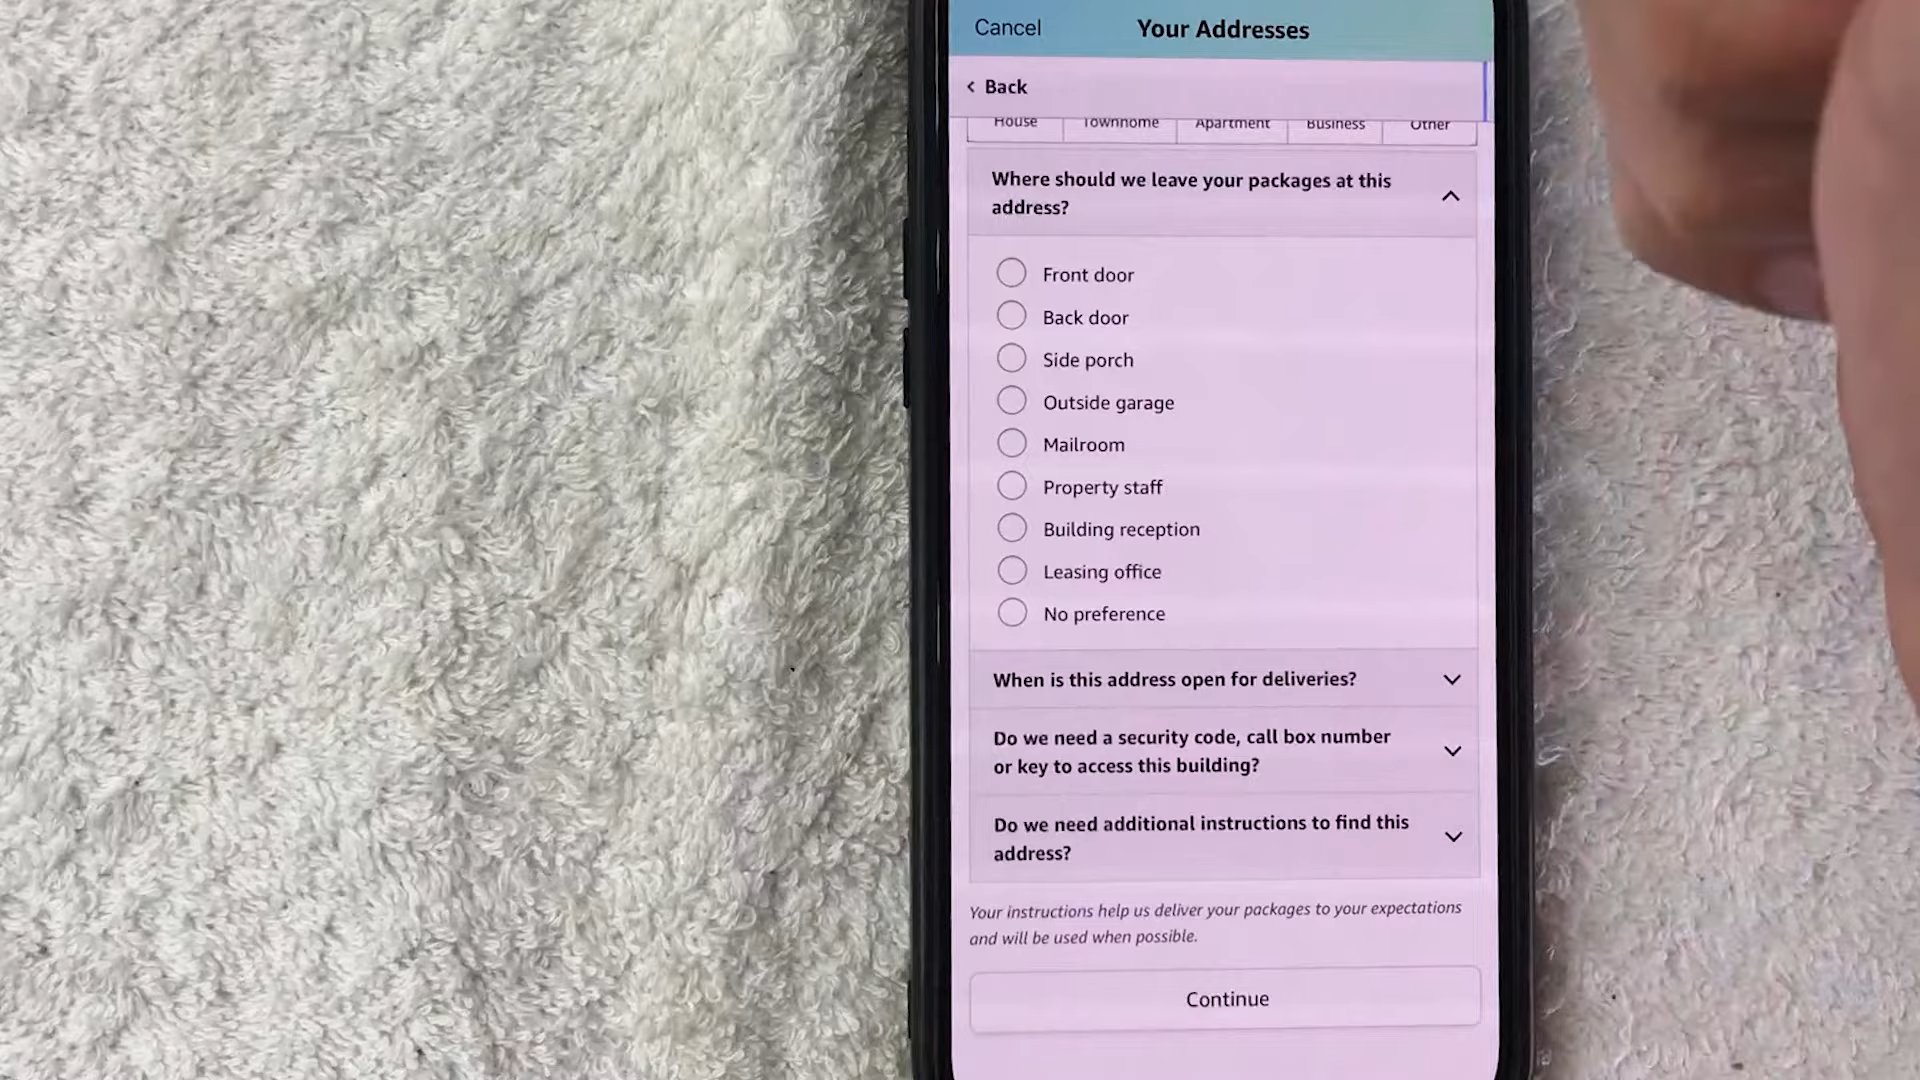 Cancel
Your Addresses
< Back
House
Townhome
Apartment
Business
Other
Where should we leave your packages at this
address?
Front door
Back door
Side porch
Outside garage
Mailroom
Property staff
Building reception
Leasing office
No preference
When is this address open for deliveries?
Do we need a security code, call box number
or key to access this building?
Do we need additional instructions to find this
address?
Your instructions help us deliver your packages to your expectations
and will be used when possible.
Continue